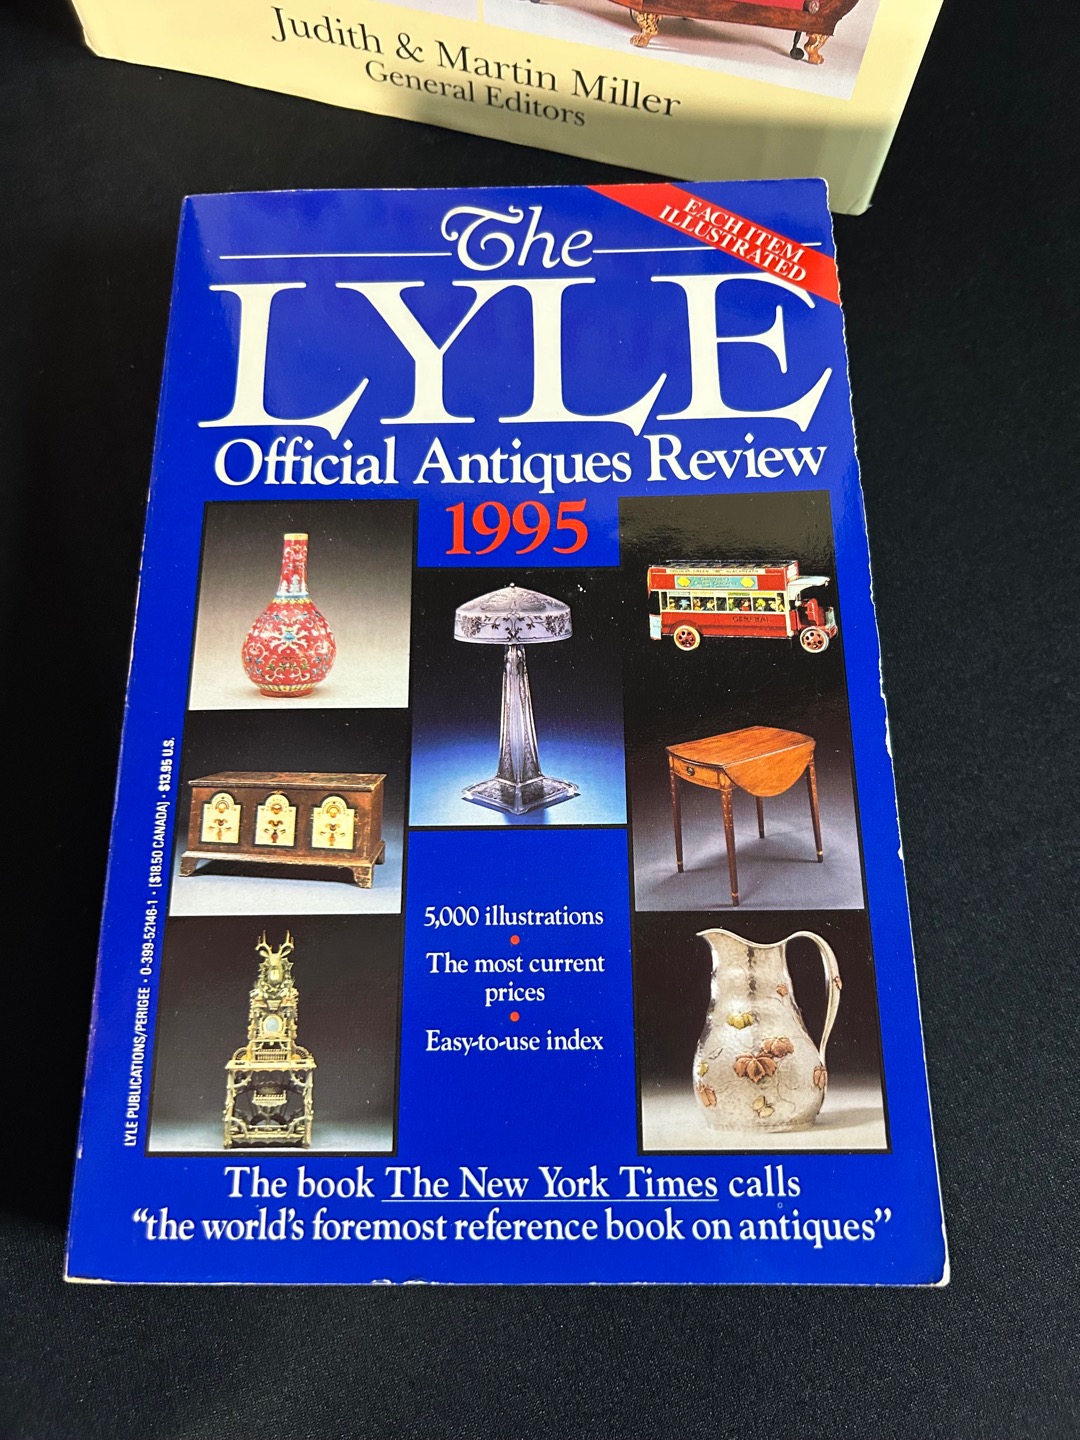 Judith & Martin Miller
General Editors
EACH ITEM
ILLUSTRATED
The
LYLE
Official Antiques Review
1995
GENERAL
5,000 illustrations
The most current
prices
Easy-to-use index
LYLE PUBLICATIONS/PERIGEE • 0-399-52146-1 • [$18.50 CANADA] • $13.95 U.S.
The book The New York Times calls
“the world's foremost reference book on antiques”